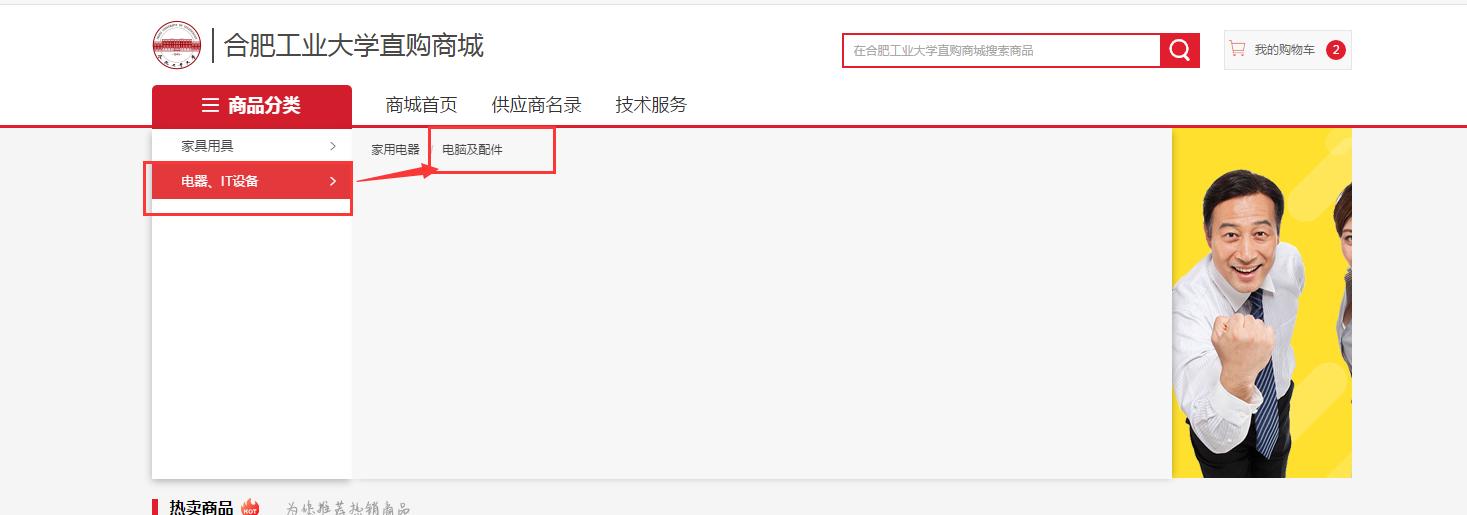 合肥工业大学直购商城
在合肥工业大学直购商城搜索商品
我的购物车 2
商品分类 商城首页 供应商名录 技术服务
家具用具
家用电器 / 电脑及配件
电器、IT设备
热卖商品 HOT 为您推荐热销商品